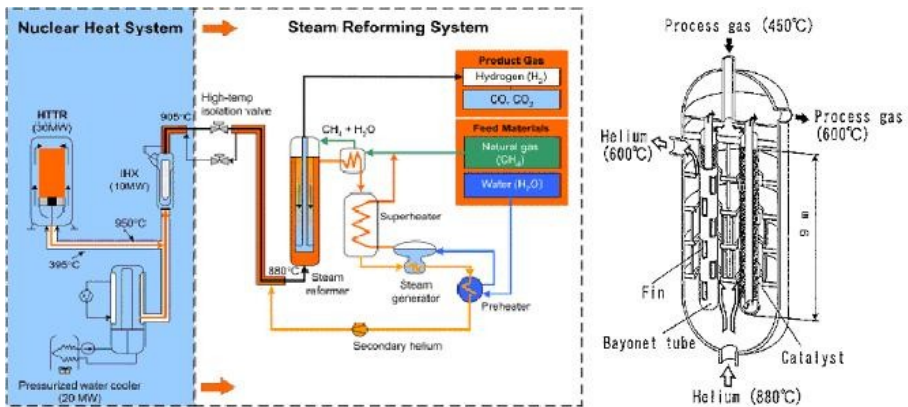 Nuclear Heat System
Steam Reforming System
HTTR
(30MW)
905°C
IHX
(10MW)
950°C
395°C
Pressurized water cooler
(20 MW)
High-temp
isolation valve
CH₄ + H₂O
880°C
Steam
reformer
Superheater
Steam
generator
Preheater
Secondary helium
Product Gas
Hydrogen (H₂)
CO, CO₂
Feed Materials
Natural gas
(CH₄)
Water (H₂O)
Process gas (450℃)
Process gas
(600℃)
Helium
(600℃)
Fin
Bayonet tube
Catalyst
Helium (880℃)